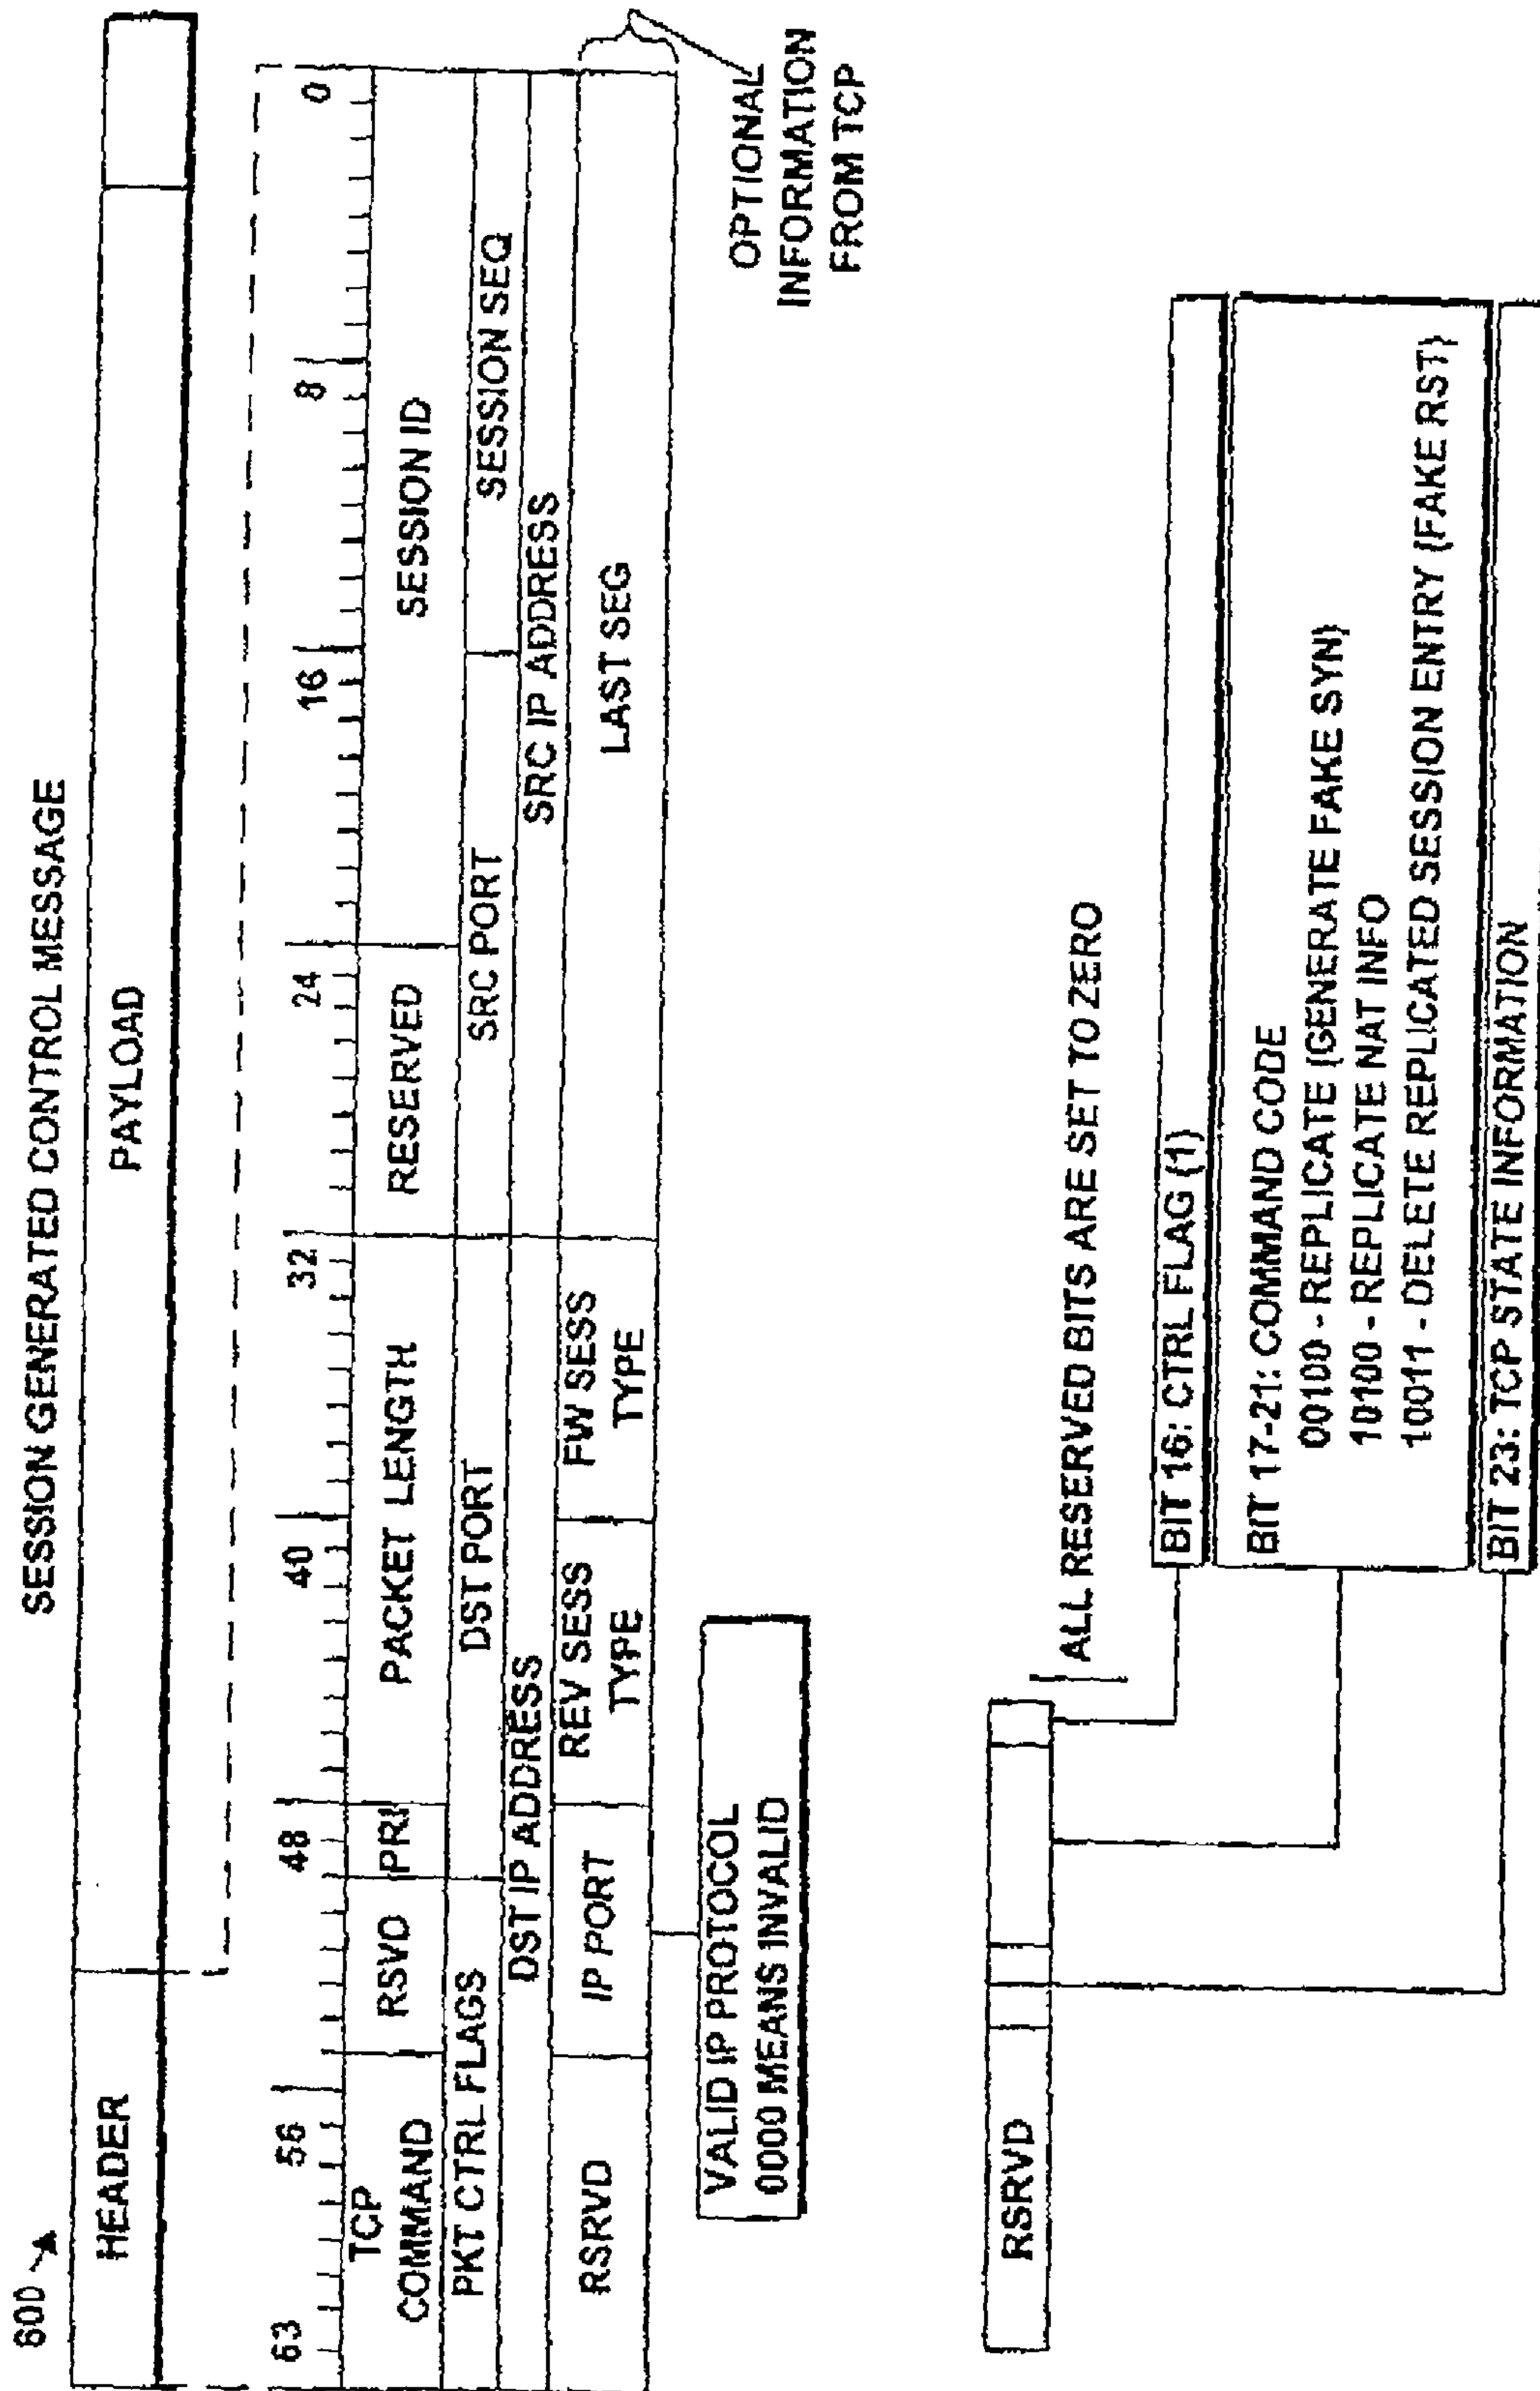 600
SESSION GENERATED CONTROL MESSAGE
HEADER
PAYLOAD
63 56 48 40 32 24 16 8 0
TCP
COMMAND
RSVD
PRI
PACKET LENGTH
RESERVED
SESSION ID
PKT CTRL FLAGS
DST PORT
SRC PORT
SESSION SEQ
DST IP ADDRESS
SRC IP ADDRESS
RSRVD
IP PORT
REV SESS
TYPE
FW SESS
TYPE
LAST SEG
VALID IP PROTOCOL
0000 MEANS INVALID
OPTIONAL
INFORMATION
FROM TCP
RSRVD
ALL RESERVED BITS ARE SET TO ZERO
BIT 16: CTRL FLAG (1)
BIT 17-21: COMMAND CODE
00100 - REPLICATE (GENERATE FAKE SYN)
10100 - REPLICATE NAT INFO
10011 - DELETE REPLICATED SESSION ENTRY (FAKE RST)
BIT 23: TCP STATE INFORMATION